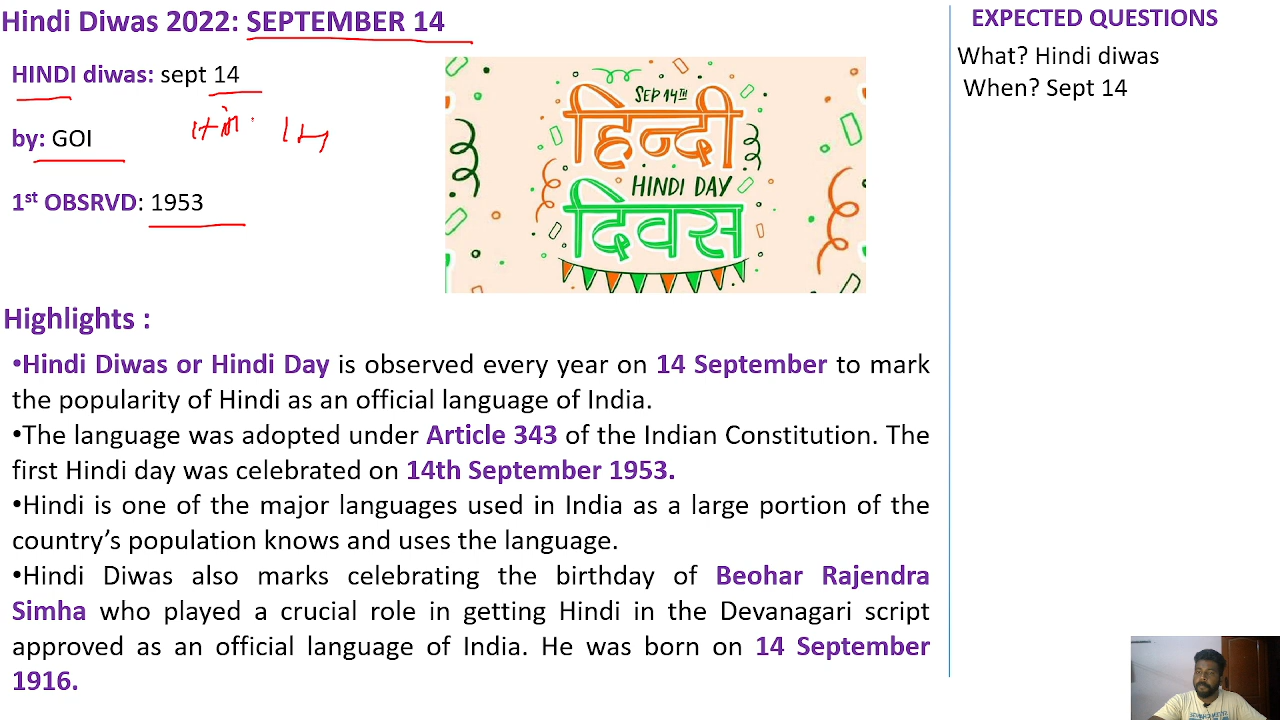 Hindi Diwas 2022: SEPTEMBER 14
HINDI diwas: sept 14
by: GOI
14
1st OBSRVD: 1953
SEP 14TH
हिन्दी
HINDI DAY
दिवस
Highlights :
•Hindi Diwas or Hindi Day is observed every year on 14 September to mark
the popularity of Hindi as an official language of India.
•The language was adopted under Article 343 of the Indian Constitution. The
first Hindi day was celebrated on 14th September 1953.
•Hindi is one of the major languages used in India as a large portion of the
country’s population knows and uses the language.
•Hindi Diwas also marks celebrating the birthday of Beohar Rajendra
Simha who played a crucial role in getting Hindi in the Devanagari script
approved as an official language of India. He was born on 14 September
1916.
EXPECTED QUESTIONS
What? Hindi diwas
When? Sept 14